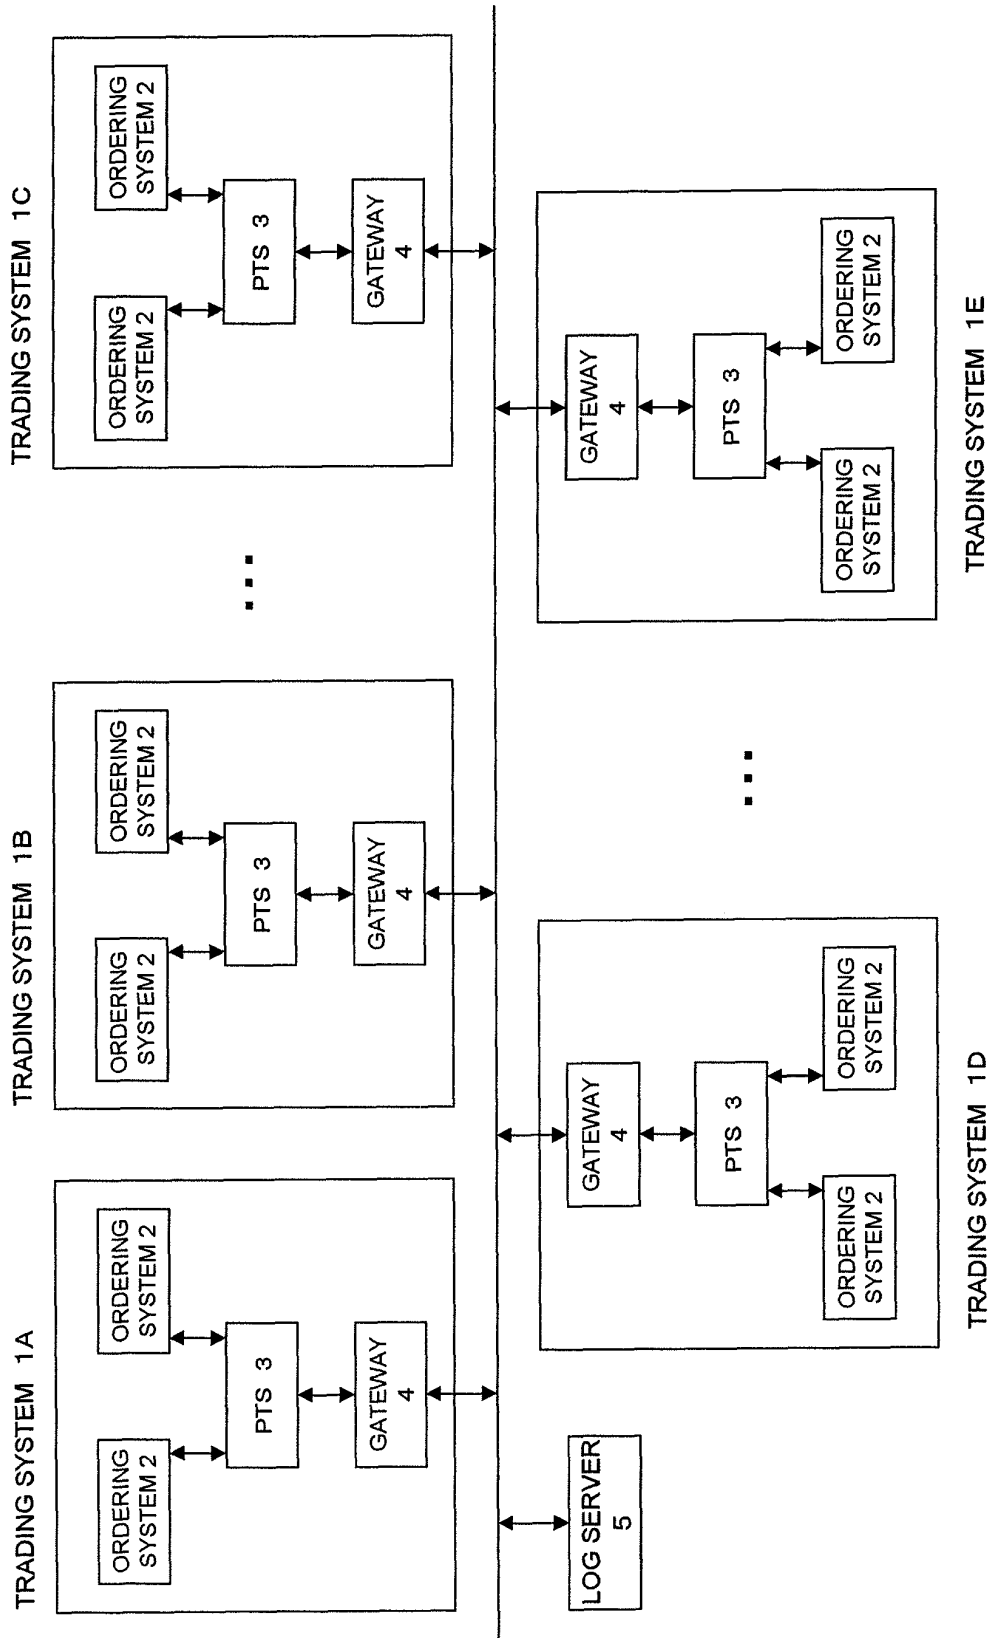 TRADING SYSTEM 1A
ORDERING
SYSTEM 2
ORDERING
SYSTEM 2
PTS 3
GATEWAY
4
TRADING SYSTEM 1B
ORDERING
SYSTEM 2
ORDERING
SYSTEM 2
PTS 3
GATEWAY
4
...
TRADING SYSTEM 1C
ORDERING
SYSTEM 2
ORDERING
SYSTEM 2
PTS 3
GATEWAY
4
LOG SERVER
5
GATEWAY
4
PTS 3
ORDERING
SYSTEM 2
ORDERING
SYSTEM 2
TRADING SYSTEM 1D
...
GATEWAY
4
PTS 3
ORDERING
SYSTEM 2
ORDERING
SYSTEM 2
TRADING SYSTEM 1E